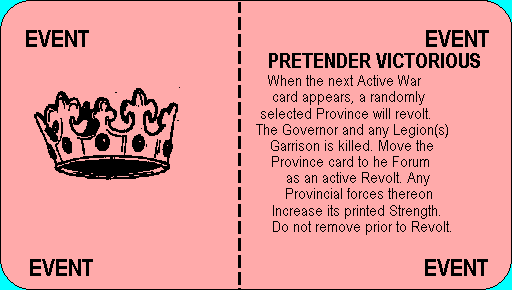 EVENT
EVENT
PRETENDER VICTORIOUS
When the next Active War
card appears, a randomly
selected Province will revolt.
The Governor and any Legion(s)
Garrison is killed. Move the
Province card to he Forum
as an active Revolt. Any
Provincial forces thereon
Increase its printed Strength.
Do not remove prior to Revolt.
EVENT
EVENT